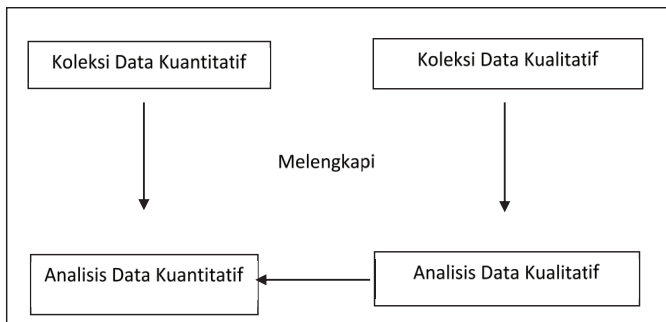 Koleksi Data Kuantitatif
Koleksi Data Kualitatif
Melengkapi
Analisis Data Kuantitatif
Analisis Data Kualitatif